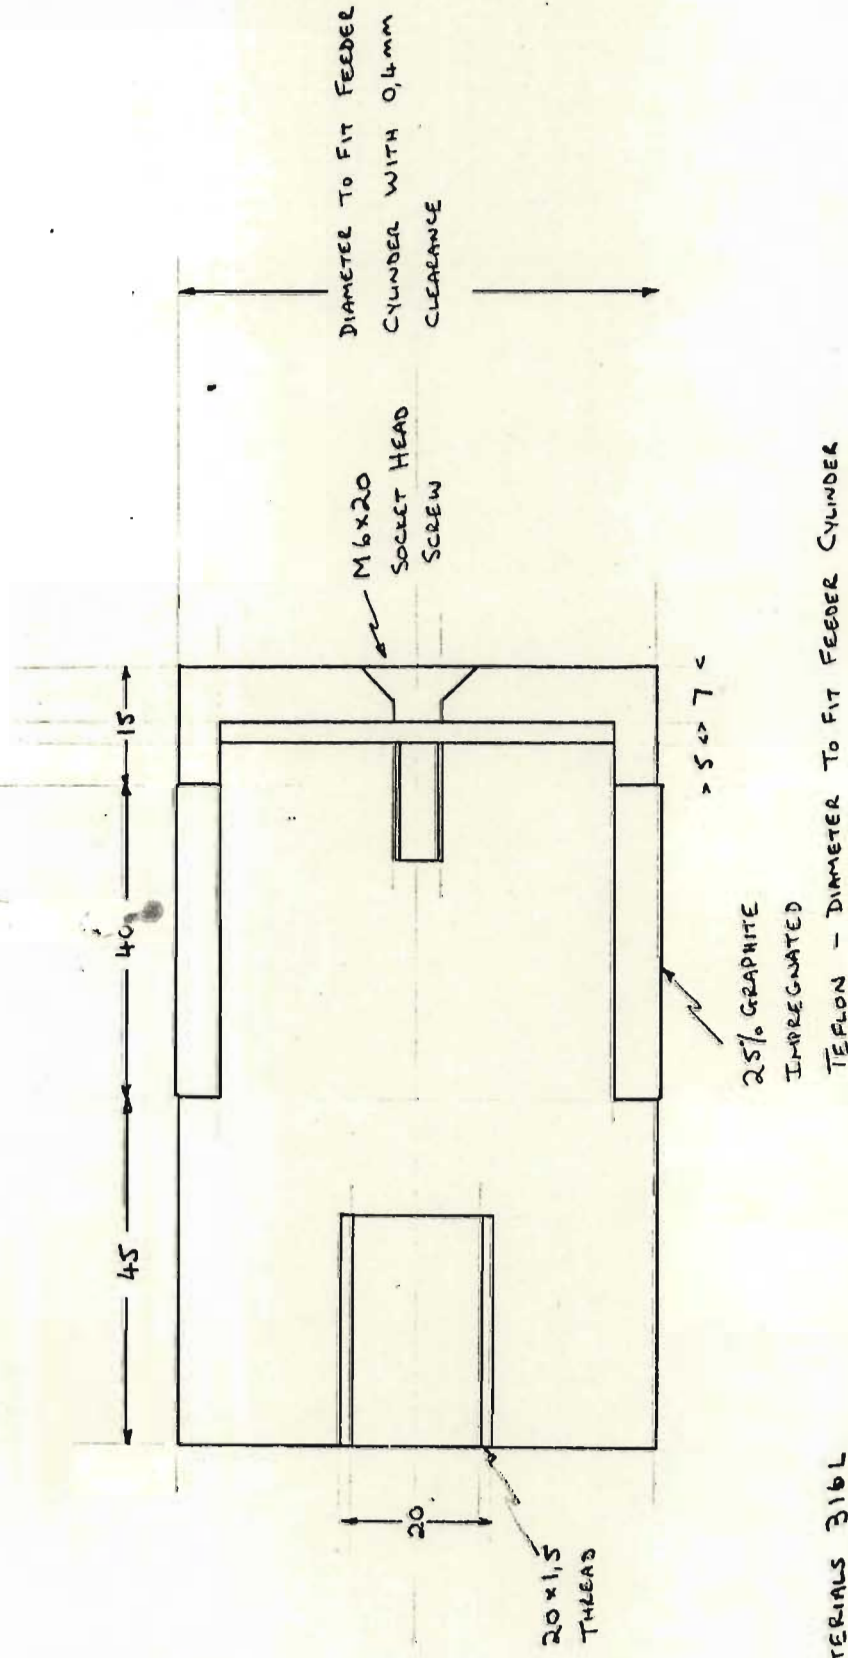 DIAMETER TO FIT FEEDER
CYLINDER WITH 0,4mm
CLEARANCE
M6x20
SOCKET HEAD
SCREW
45
40
15
20
20x1,5
THREAD
> 5 <> 7 <
25% GRAPHITE
IMPREGNATED
TEFLON - DIAMETER TO FIT FEEDER CYLINDER
316L